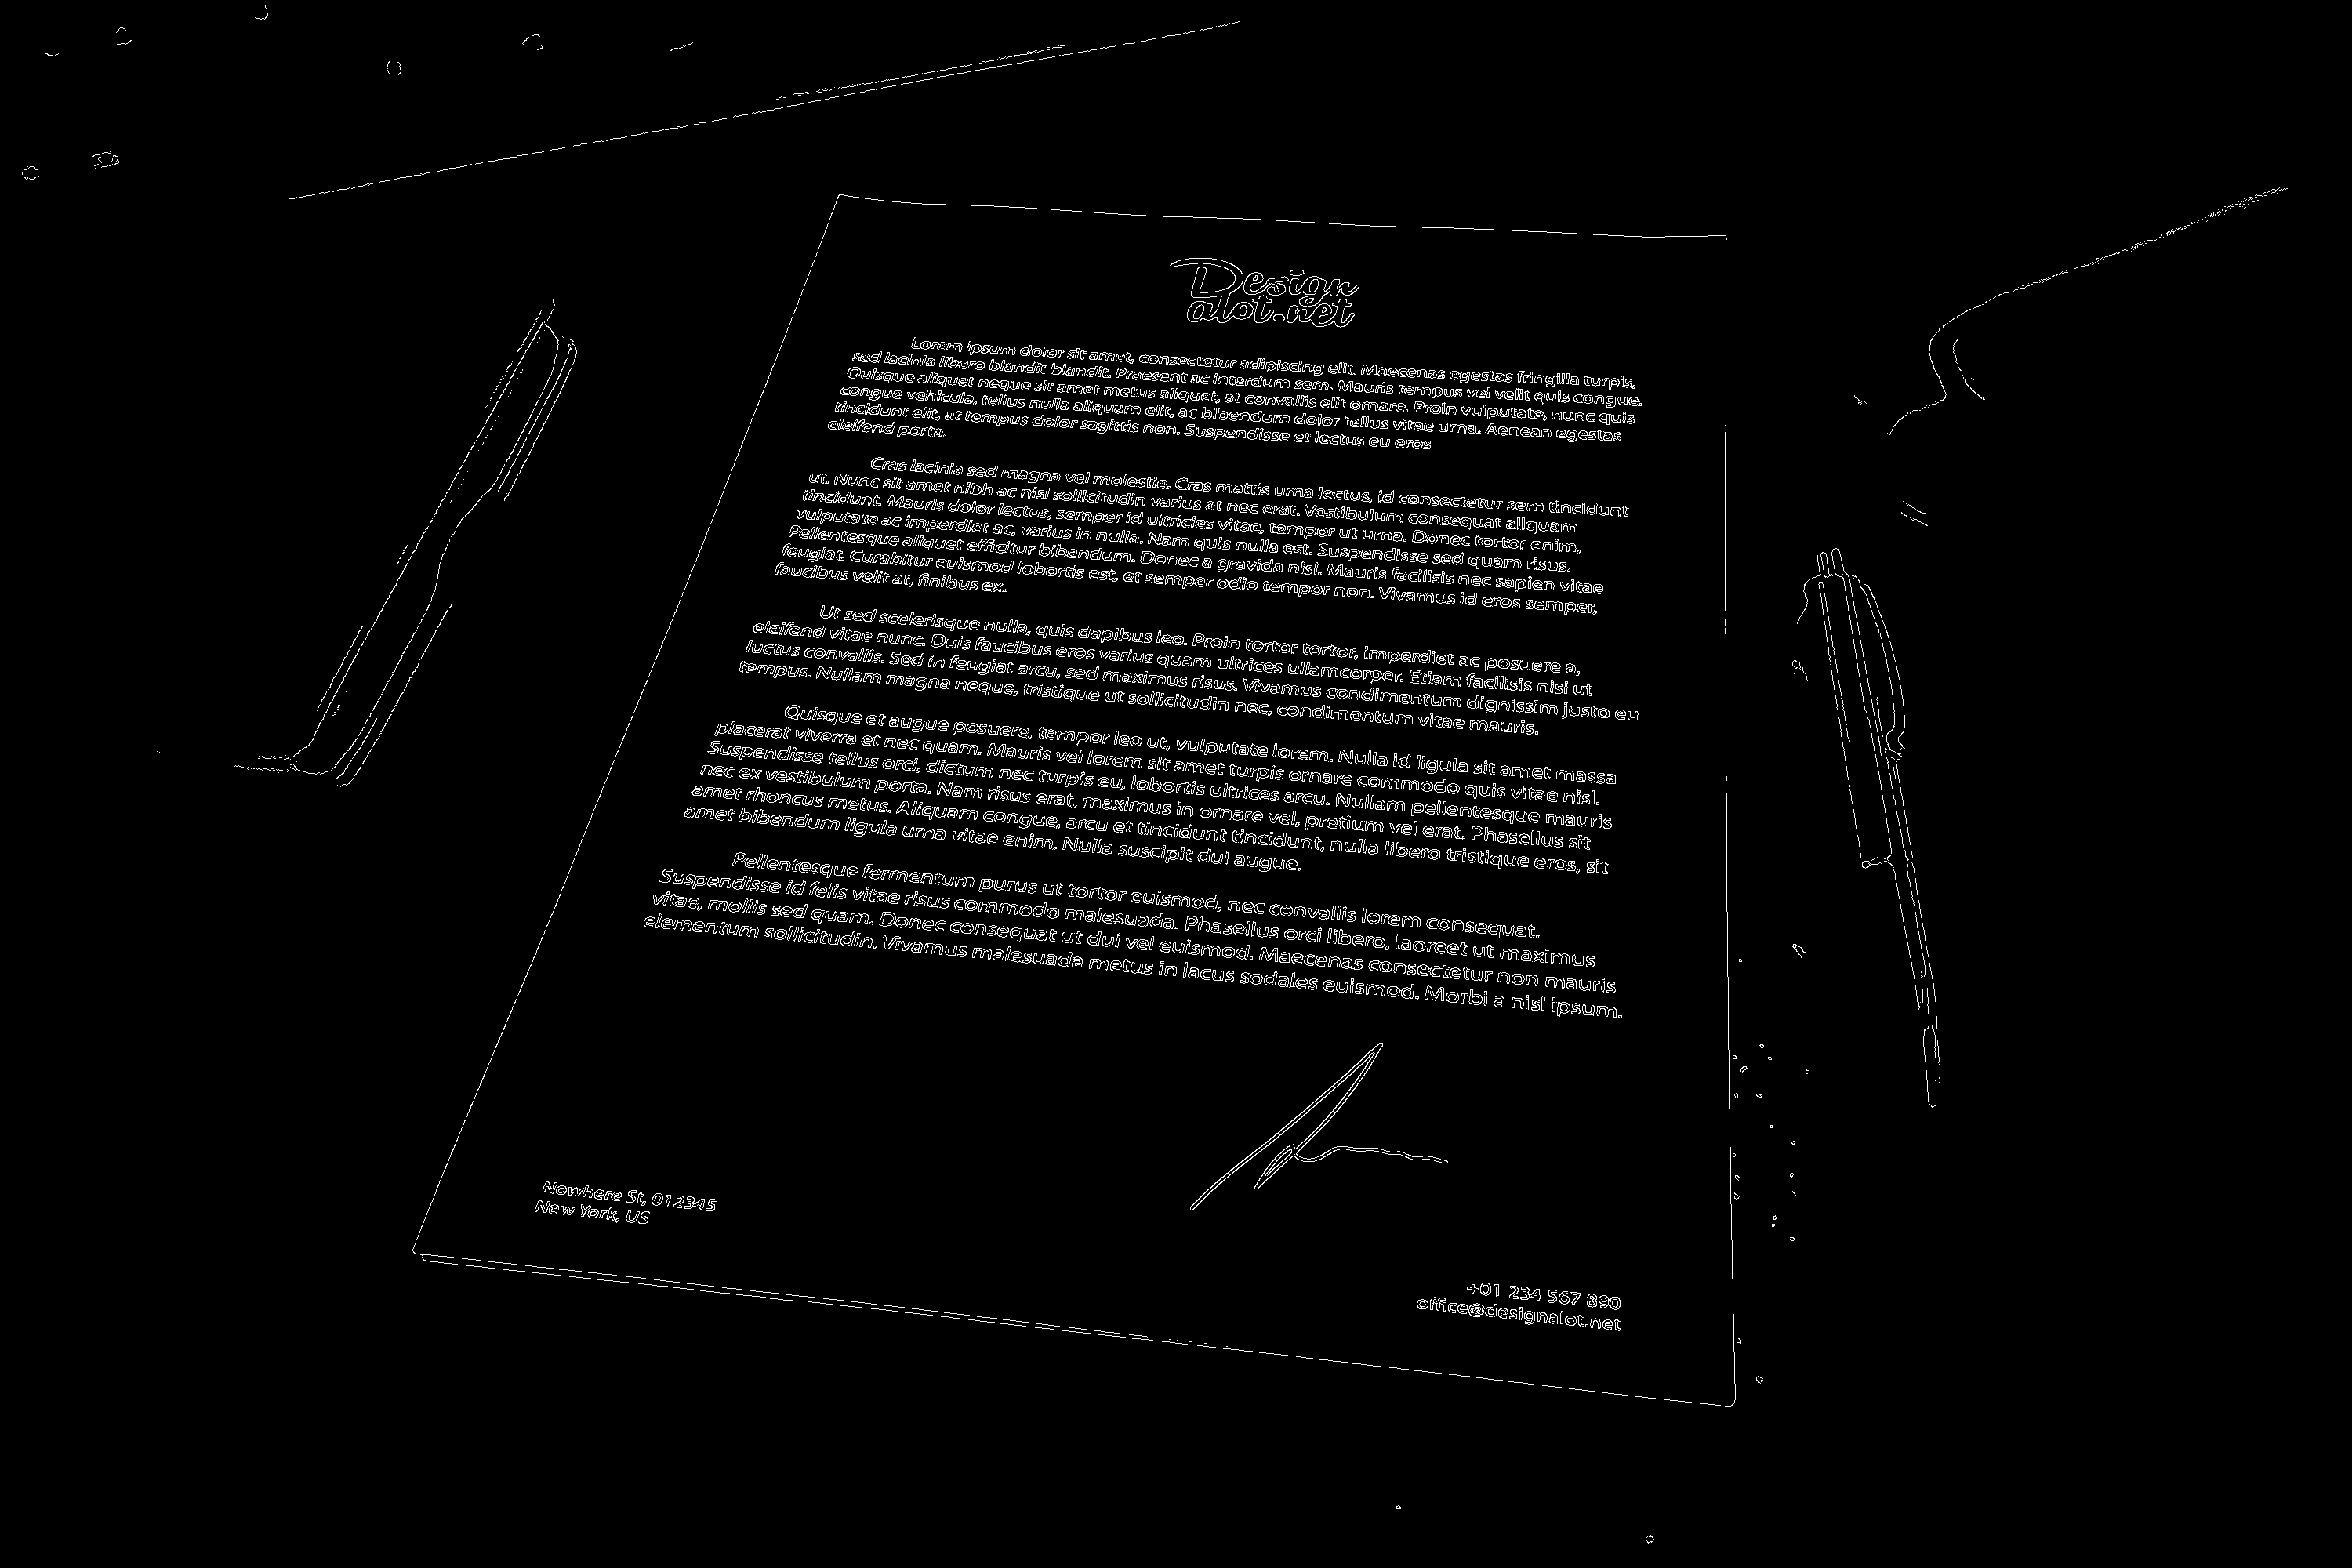 Design
alot.net
Lorem ipsum dolor sit amet, consectetur adipiscing elit. Maecenas egestas fringilla turpis,
sed lacinia libero blandit blandit. Praesent ac interdum sem. Mauris tempus vel velit quis congue.
Quisque aliquet neque sit amet metus aliquet, at convallis elit ornare. Proin vulputate, nunc quis
congue vehicula, tellus nulla aliquam elit, ac bibendum dolor tellus vitae urna. Aenean egestas
tincidunt elit, at tempus dolor sagittis non. Suspendisse et lectus eu eros
eleifend porta.
Cras lacinia sed magna vel molestie. Cras mattis urna lectus, id consectetur sem tincidunt
ut. Nunc sit amet nibh ac nisl sollicitudin varius at nec erat. Vestibulum consequat aliquam
tincidunt. Mauris dolor lectus, semper id ultricies vitae, tempor ut urna. Donec tortor enim,
vulputate ac imperdiet ac, varius in nulla. Nam quis nulla est. Suspendisse sed quam risus.
Pellentesque aliquet efficitur bibendum. Donec a gravida nisl. Mauris facilisis nec sapien vitae
feugiat. Curabitur euismod lobortis est, et semper odio tempor non. Vivamus id eros semper,
faucibus velit at, finibus ex.
Ut sed scelerisque nulla, quis dapibus leo. Proin tortor tortor, imperdiet ac posuere a,
eleifend vitae nunc. Duis faucibus eros varius quam ultrices ullamcorper. Etiam facilisis nisi ut
luctus convallis. Sed in feugiat arcu, sed maximus risus. Vivamus condimentum dignissim justo eu
tempus. Nullam magna neque, tristique ut sollicitudin nec, condimentum vitae mauris.
Quisque et augue posuere, tempor leo ut, vulputate lorem. Nulla id ligula sit amet massa
placerat viverra et nec quam. Mauris vel lorem sit amet turpis ornare commodo quis vitae nisl.
Suspendisse tellus orci, dictum nec turpis eu, lobortis ultrices arcu. Nullam pellentesque mauris
nec ex vestibulum porta. Nam risus erat, maximus in ornare vel, pretium vel erat. Phasellus sit
amet rhoncus metus. Aliquam congue, arcu et tincidunt tincidunt, nulla libero tristique eros, sit
amet bibendum ligula urna vitae enim. Nulla suscipit dui augue.
Pellentesque fermentum purus ut tortor euismod, nec convallis lorem consequat.
Suspendisse id felis vitae risus commodo malesuada. Phasellus orci libero, laoreet ut maximus
vitae, mollis sed quam. Donec consequat ut dui vel euismod. Maecenas consectetur non mauris
elementum sollicitudin. Vivamus malesuada metus in lacus sodales euismod. Morbi a nisl ipsum.
Nowhere St, 012345
New York, US
+01 234 567 890
office@designalot.net